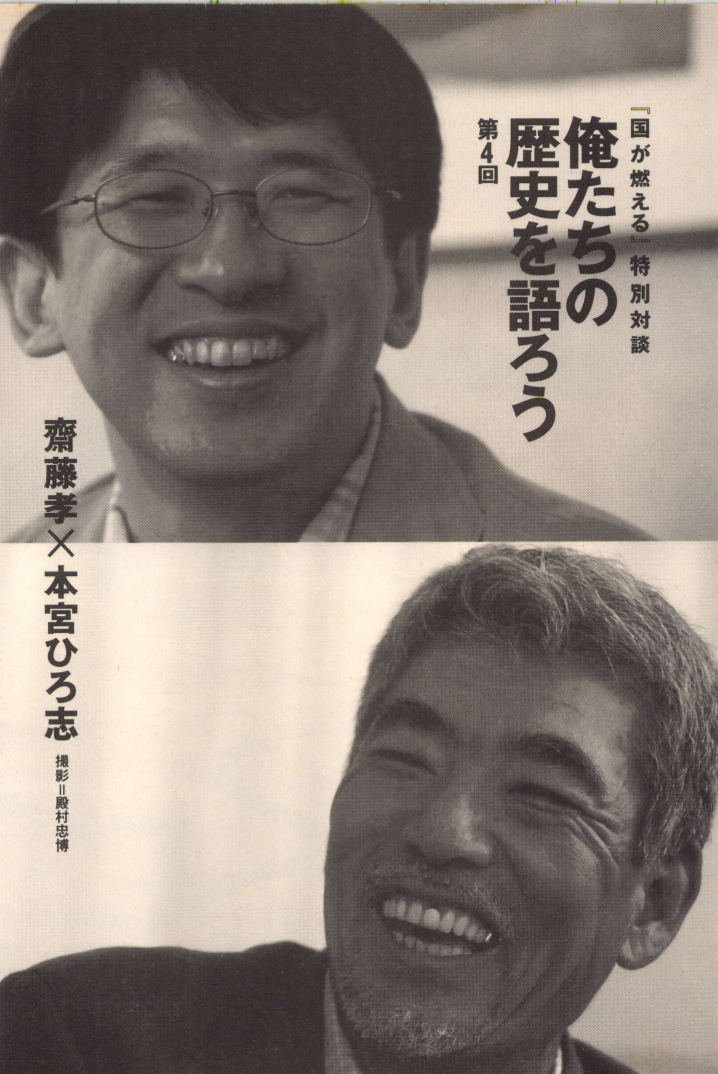 『国が燃える』特別対談
俺たちの
歴史を語ろう
第4回
齋藤孝×本宮ひろ志
撮影=殿村忠博